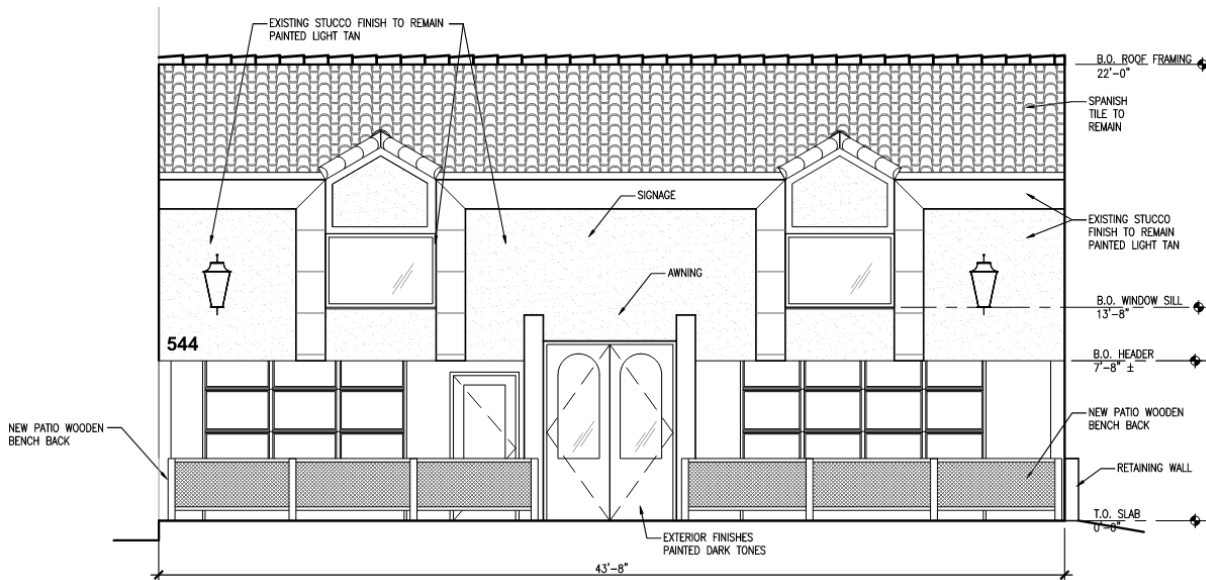 EXISTING STUCCO FINISH TO REMAIN
PAINTED LIGHT TAN
B.O. ROOF FRAMING
22'-0"
SPANISH
TILE TO
REMAIN
SIGNAGE
EXISTING STUCCO
FINISH TO REMAIN
PAINTED LIGHT TAN
AWNING
B.O. WINDOW SILL
13'-8"
544
B.O. HEADER
7'-8" ±
NEW PATIO WOODEN
BENCH BACK
NEW PATIO WOODEN
BENCH BACK
RETAINING WALL
T.O. SLAB
0'-0"
EXTERIOR FINISHES
PAINTED DARK TONES
43'-8"